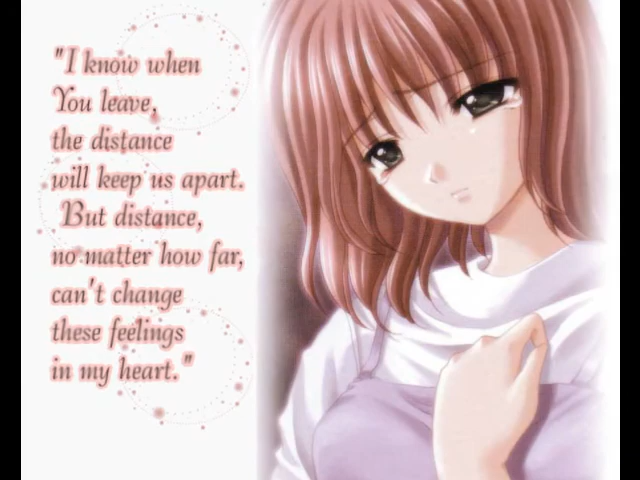 "I know when
You leave,
the distance
will keep us apart.
But distance,
no matter how far,
can't change
these feelings
in my heart."